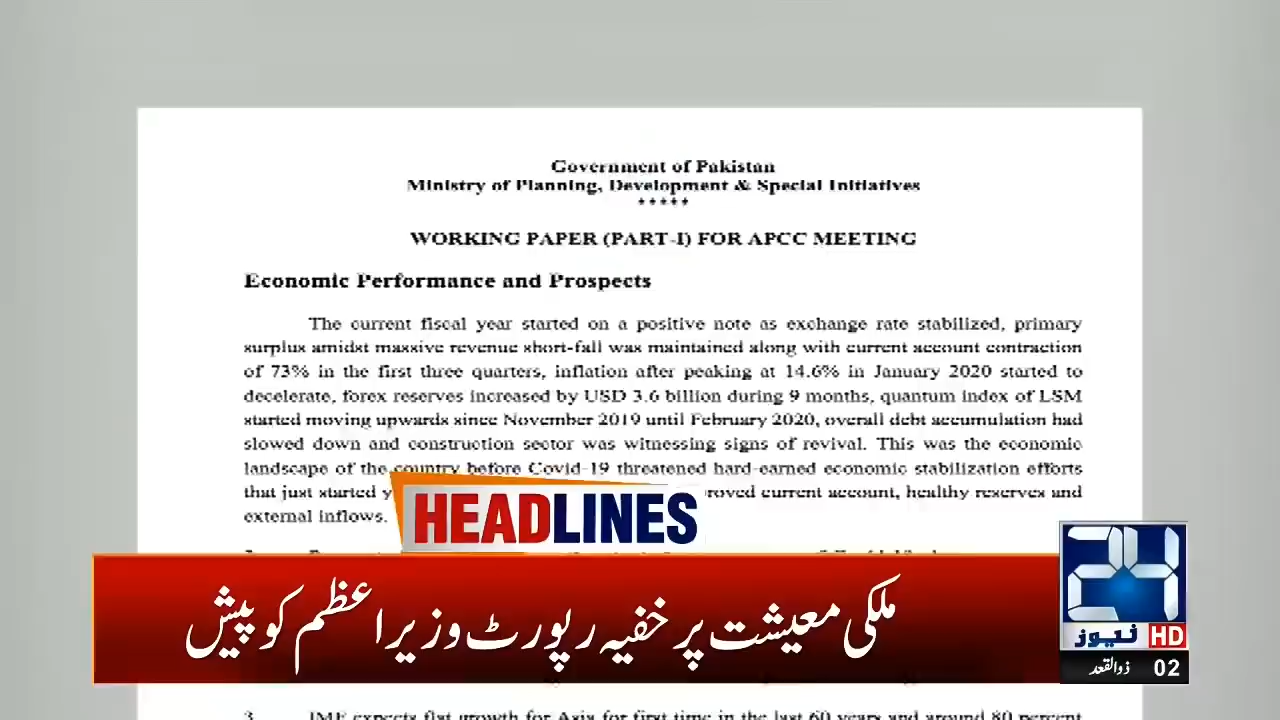 Government of Pakistan
Ministry of Planning, Development & Special Initiatives
*****
WORKING PAPER (PART-I) FOR APCC MEETING
Economic Performance and Prospects
The current fiscal year started on a positive note as exchange rate stabilized, primary
surplus amidst massive revenue short-fall was maintained along with current account contraction
of 73% in the first three quarters, inflation after peaking at 14.6% in January 2020 started to
decelerate, forex reserves increased by USD 3.6 billion during 9 months, quantum index of LSM
started moving upwards since November 2019 until February 2020, overall debt accumulation had
slowed down and construction sector was witnessing signs of revival. This was the economic
landscape of the country before Covid-19 threatened hard-earned economic stabilization efforts
that just started current account, healthy reserves and
external inflows.
HEADLINES
ملکی معیشت پر خفیہ رپورٹ وزیر اعظم کو پیش
24
نیوز HD
02 ذوالقعد
3. IMF expects flat growth for Asia for first time in the last 60 years and around 80 percent